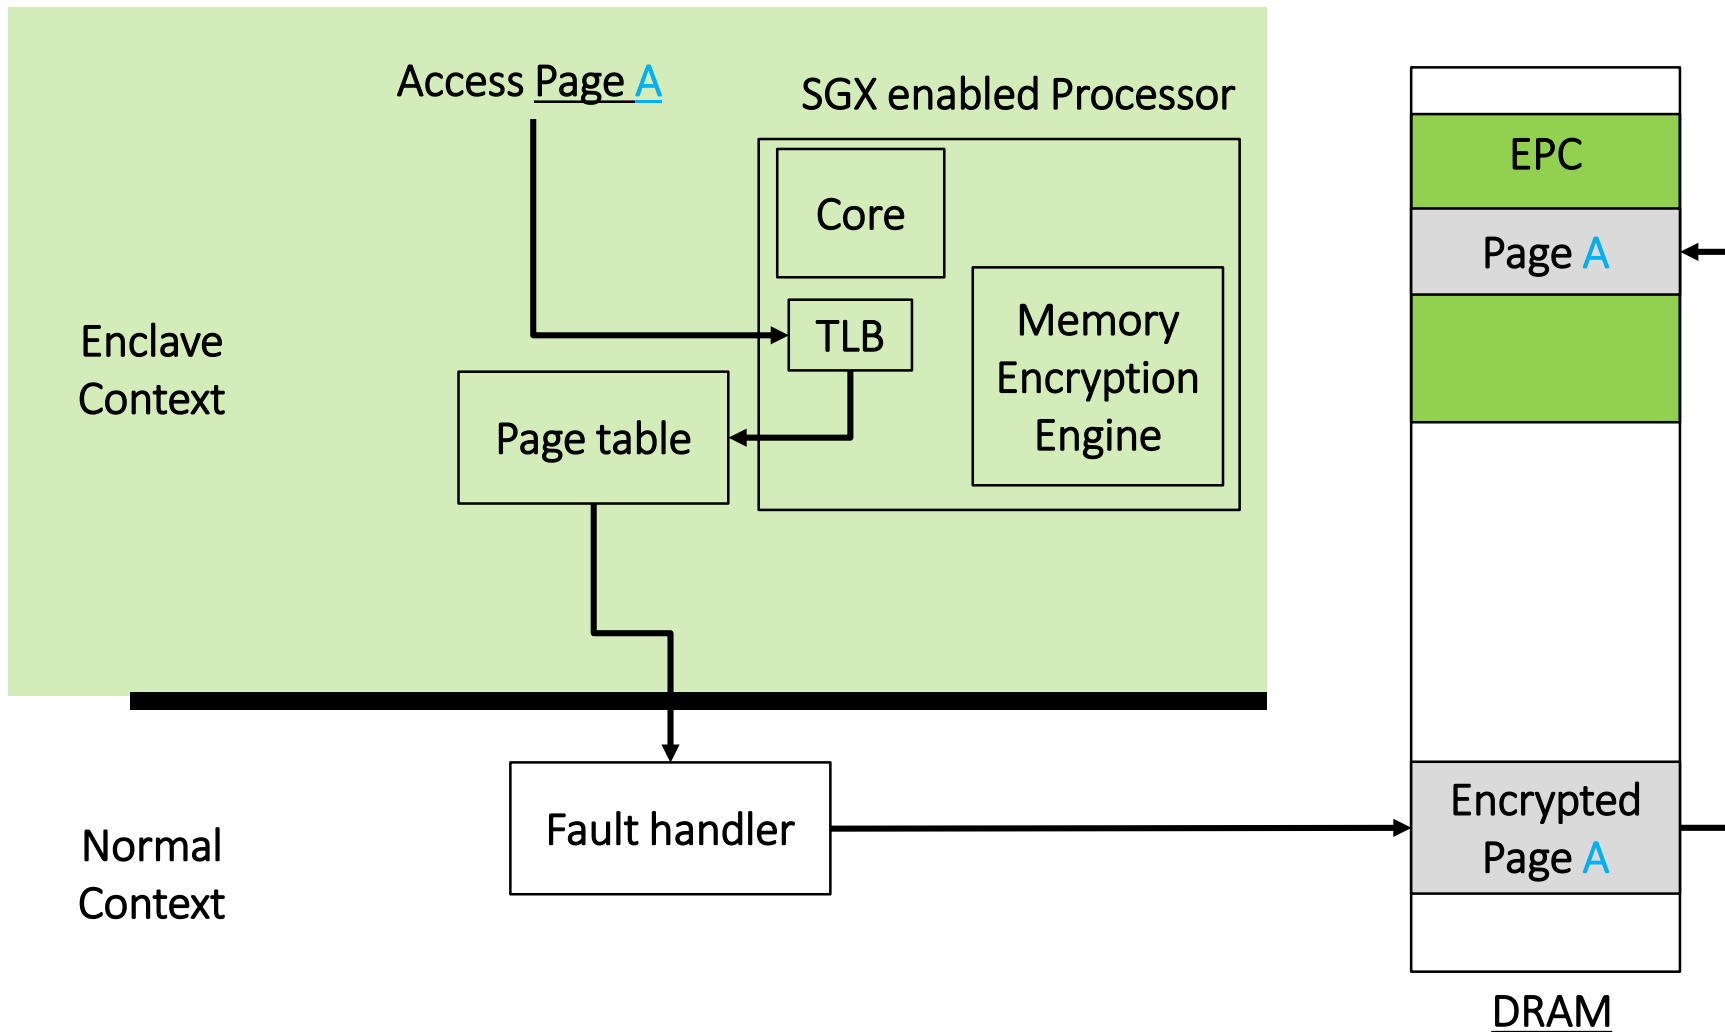 Access Page A
SGX enabled Processor
Core
TLB
Memory
Encryption
Engine
Page table
Enclave
Context
Fault handler
Normal
Context
EPC
Page A
Encrypted
Page A
DRAM